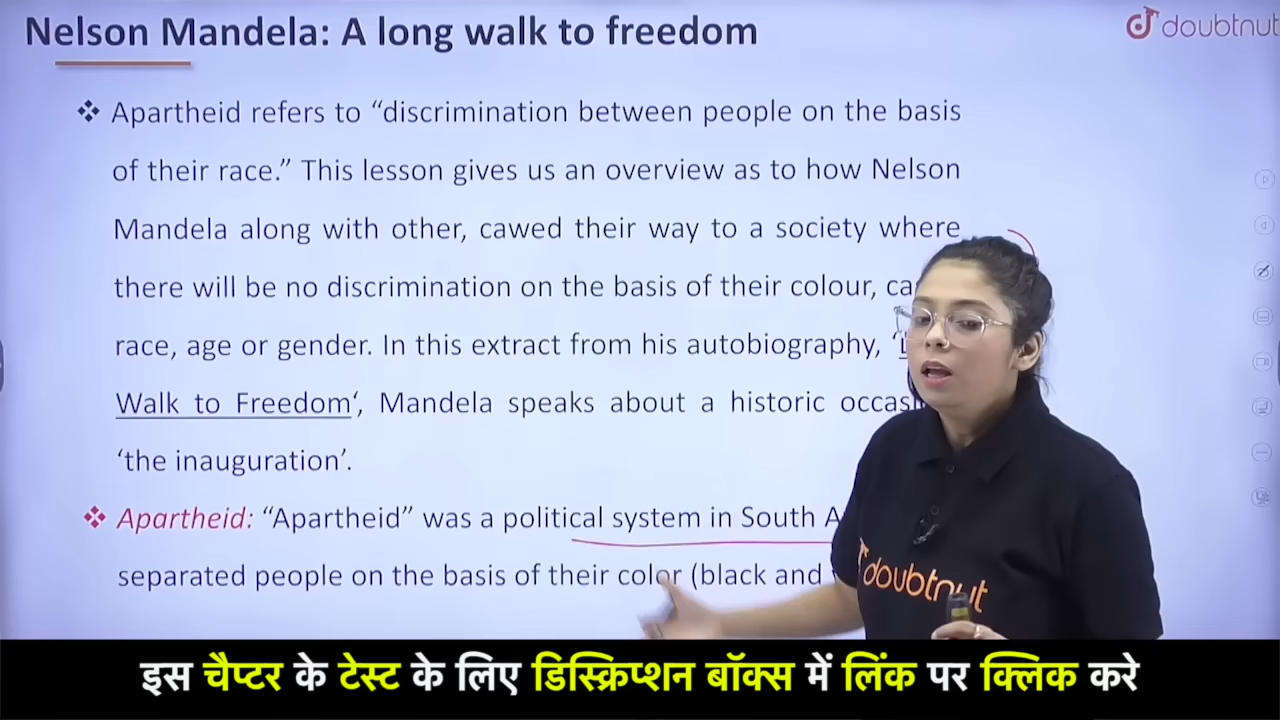 Nelson Mandela: A long walk to freedom
doubtnut
❖ Apartheid refers to “discrimination between people on the basis
of their race.” This lesson gives us an overview as to how Nelson
Mandela along with other, cawed their way to a society where
there will be no discrimination on the basis of their colour,
race, age or gender. In this extract from his autobiography, ‘
Walk to Freedom‘, Mandela speaks about a historic
‘the inauguration’.
❖ Apartheid: “Apartheid” was a political system in South
separated people on the basis of their color (black and
doubtnut
इस चैप्टर के टेस्ट के लिए डिस्क्रिप्शन बॉक्स में लिंक पर क्लिक करे